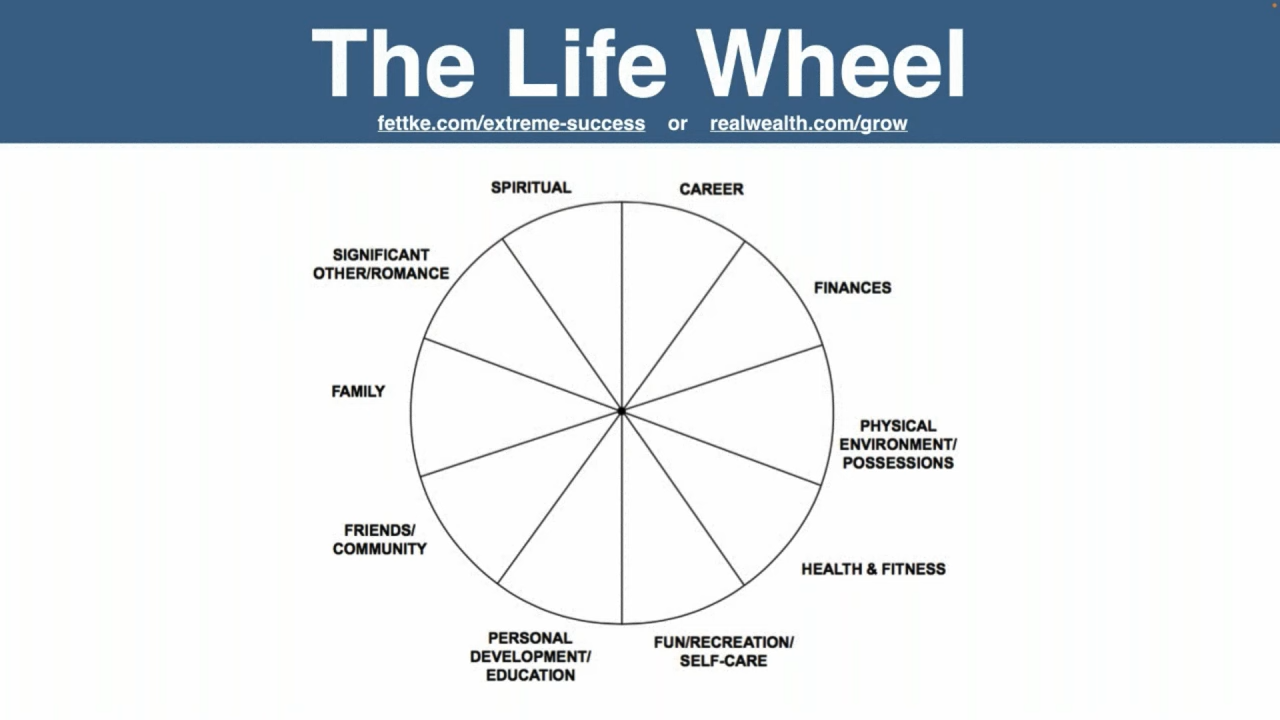 The Life Wheel
fettke.com/extreme-success or realwealth.com/grow
SPIRITUAL
CAREER
SIGNIFICANT
OTHER/ROMANCE
FINANCES
FAMILY
PHYSICAL
ENVIRONMENT/
POSSESSIONS
FRIENDS/
COMMUNITY
HEALTH & FITNESS
PERSONAL
DEVELOPMENT/
EDUCATION
FUN/RECREATION/
SELF-CARE